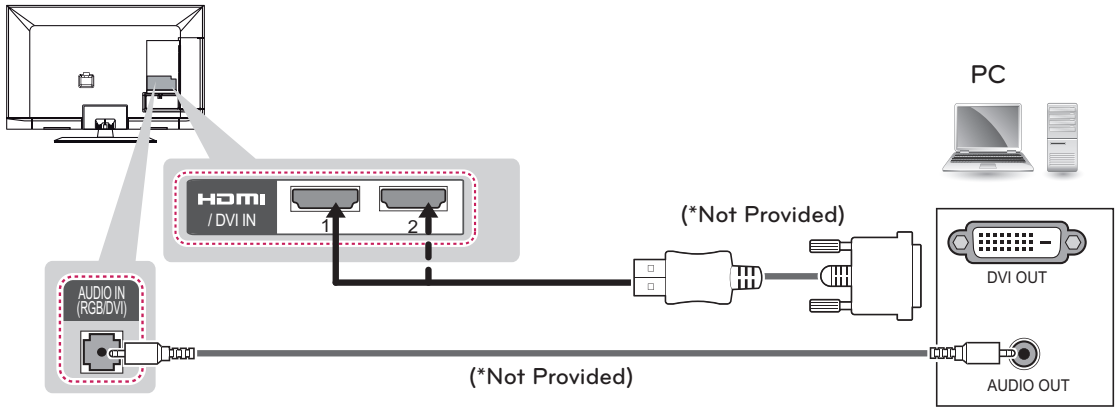 PC
HDMI
/ DVI IN
1
2
(*Not Provided)
DVI OUT
AUDIO IN
(RGB/DVI)
(*Not Provided)
AUDIO OUT